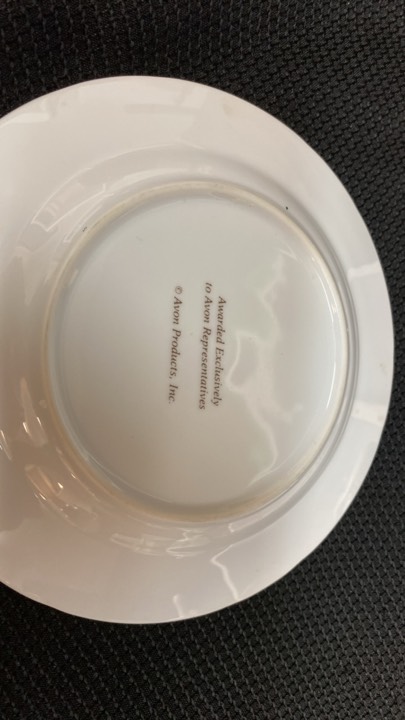 Awarded Exclusively
to Avon Representatives
© Avon Products, Inc.